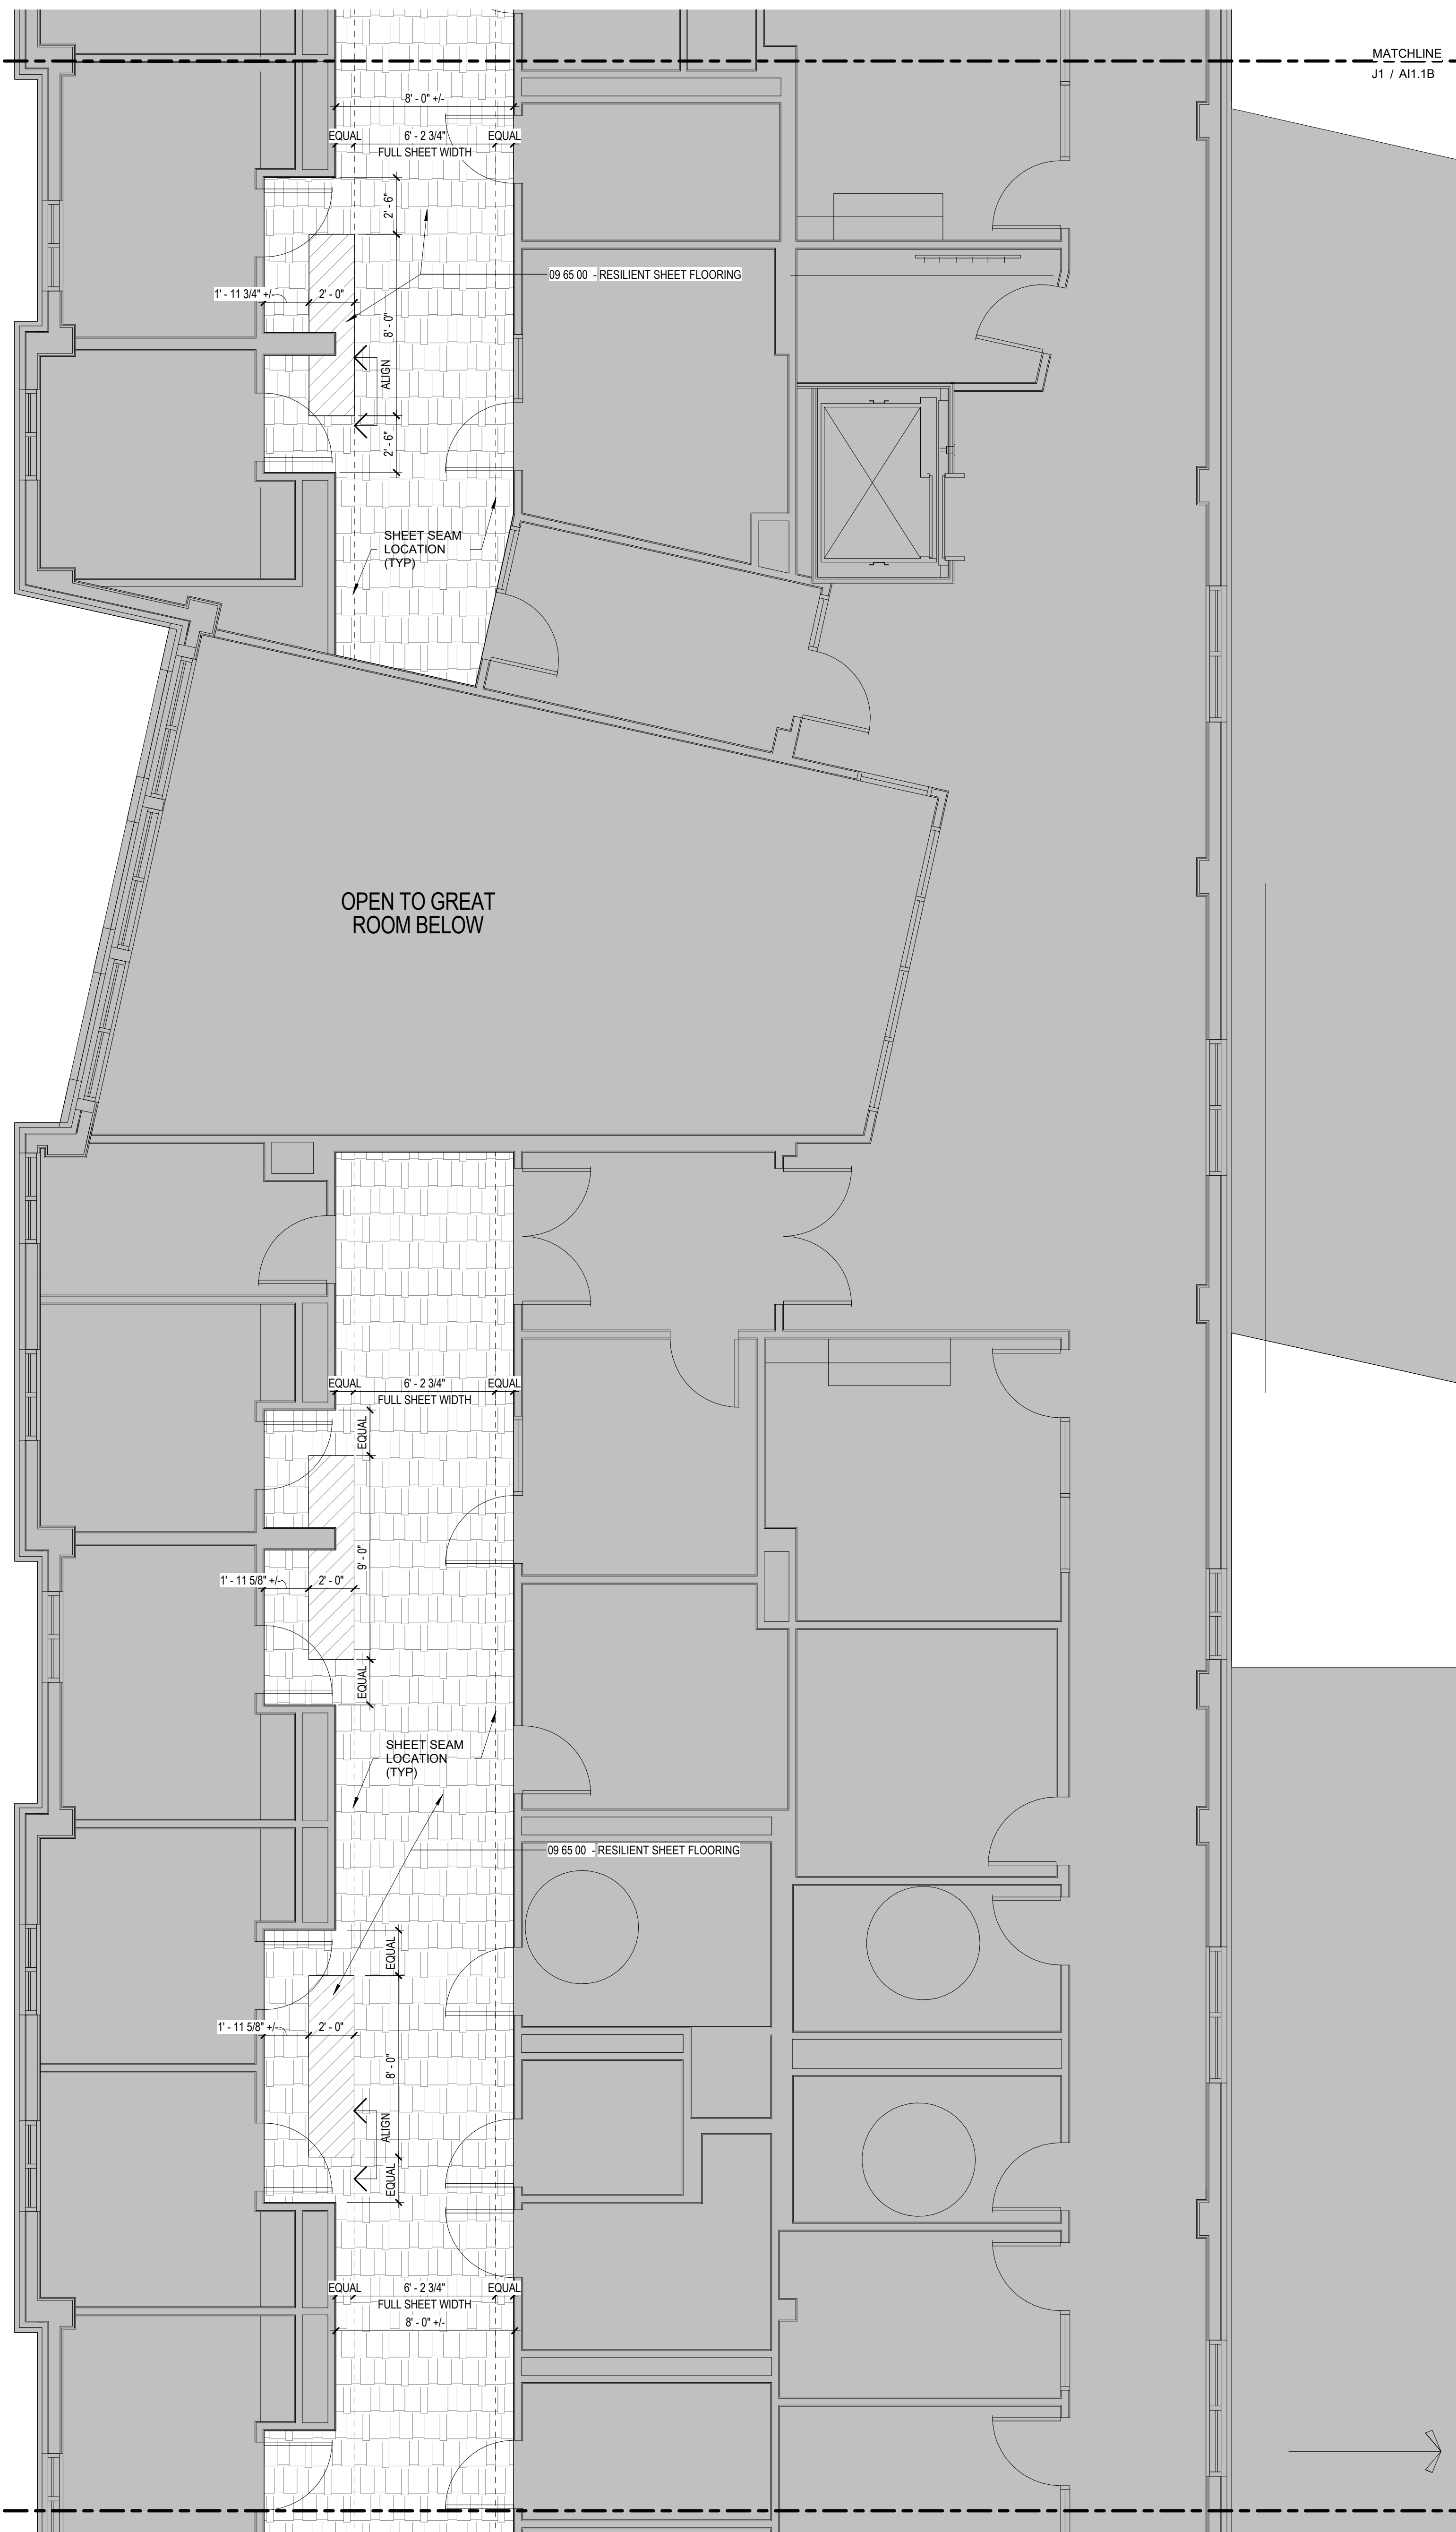 MATCHLINE
J1 / AI1.1B
8' - 0" +/-
EQUAL
6' - 2 3/4"
EQUAL
FULL SHEET WIDTH
2' - 6"
09 65 00 - RESILIENT SHEET FLOORING
1' - 11 3/4" +/-
2' - 0"
8' - 0"
ALIGN
2' - 6"
SHEET SEAM
LOCATION
(TYP)
OPEN TO GREAT
ROOM BELOW
EQUAL
6' - 2 3/4"
EQUAL
FULL SHEET WIDTH
EQUAL
9' - 0"
1' - 11 5/8" +/-
2' - 0"
EQUAL
SHEET SEAM
LOCATION
(TYP)
09 65 00 - RESILIENT SHEET FLOORING
EQUAL
1' - 11 5/8" +/-
2' - 0"
8' - 0"
ALIGN
EQUAL
EQUAL
6' - 2 3/4"
EQUAL
FULL SHEET WIDTH
8' - 0" +/-